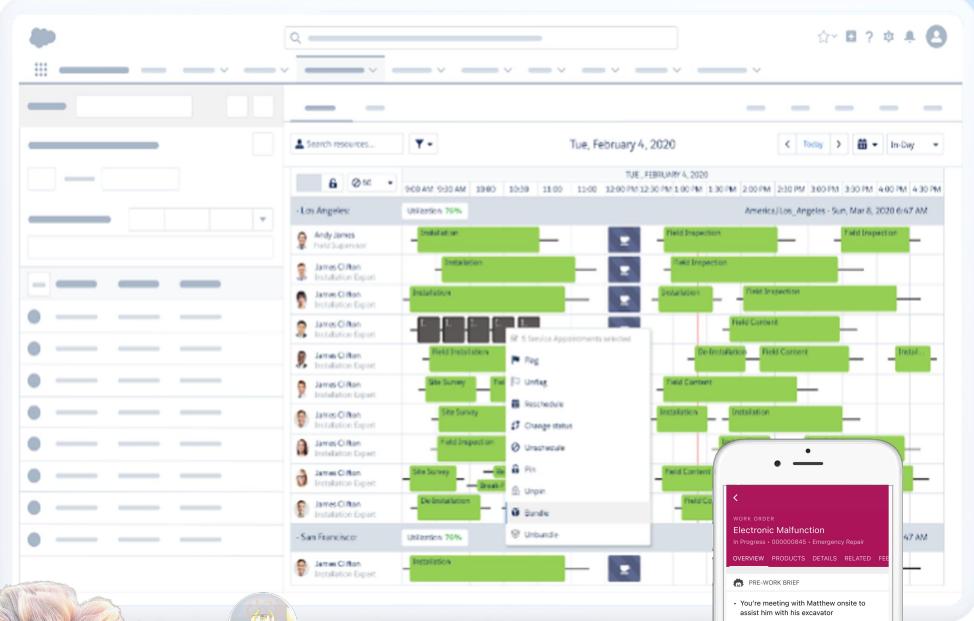 Search resources...
Tue, February 4, 2020
Today
In-Day
TUE, FEBRUARY 4, 2020
9:00 AM 9:30 AM 10:00 10:30 11:00 11:00 12:00 PM 12:30 PM 1:00 PM 1:30 PM 2:00 PM 2:30 PM 3:00 PM 3:30 PM 4:00 PM 4:30 PM
- Los Angeles: Utilization 76% America/Los_Angeles - Sun, Mar 8, 2020 6:47 AM
Andy James Installation Field Inspection Field Inspection
Field Supervisor
James Clifton Installation Field Inspection
Installation Expert
James Clifton Installation Installation Field Inspection
Installation Expert
James Clifton Field Content
Installation Expert
5 Service Appointments selected
James Clifton Field Installation De-Installation Field Content Install...
Installation Expert
Flag
James Clifton Site Survey Field Content
Installation Expert
Unflag
Reschedule
James Clifton Site Survey Installation Installation
Installation Expert
Change status
James Clifton Field Inspection
Installation Expert
Unschedule
James Clifton Site Survey Field Content
Installation Expert
Pin
Unpin
James Clifton De-Installation
Installation Expert
Bundle
- San Francisco: Utilization 76% 47 AM
Unbundle
James Clifton Installation
Installation Expert
WORK ORDER
Electronic Malfunction
In Progress • 000000845 • Emergency Repair
OVERVIEW PRODUCTS DETAILS RELATED FEE
PRE-WORK BRIEF
• You're meeting with Matthew onsite to
assist him with his excavator